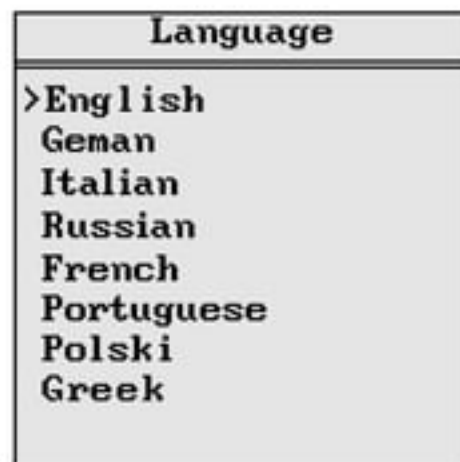 Language
>English
Geman
Italian
Russian
French
Portuguese
Polski
Greek